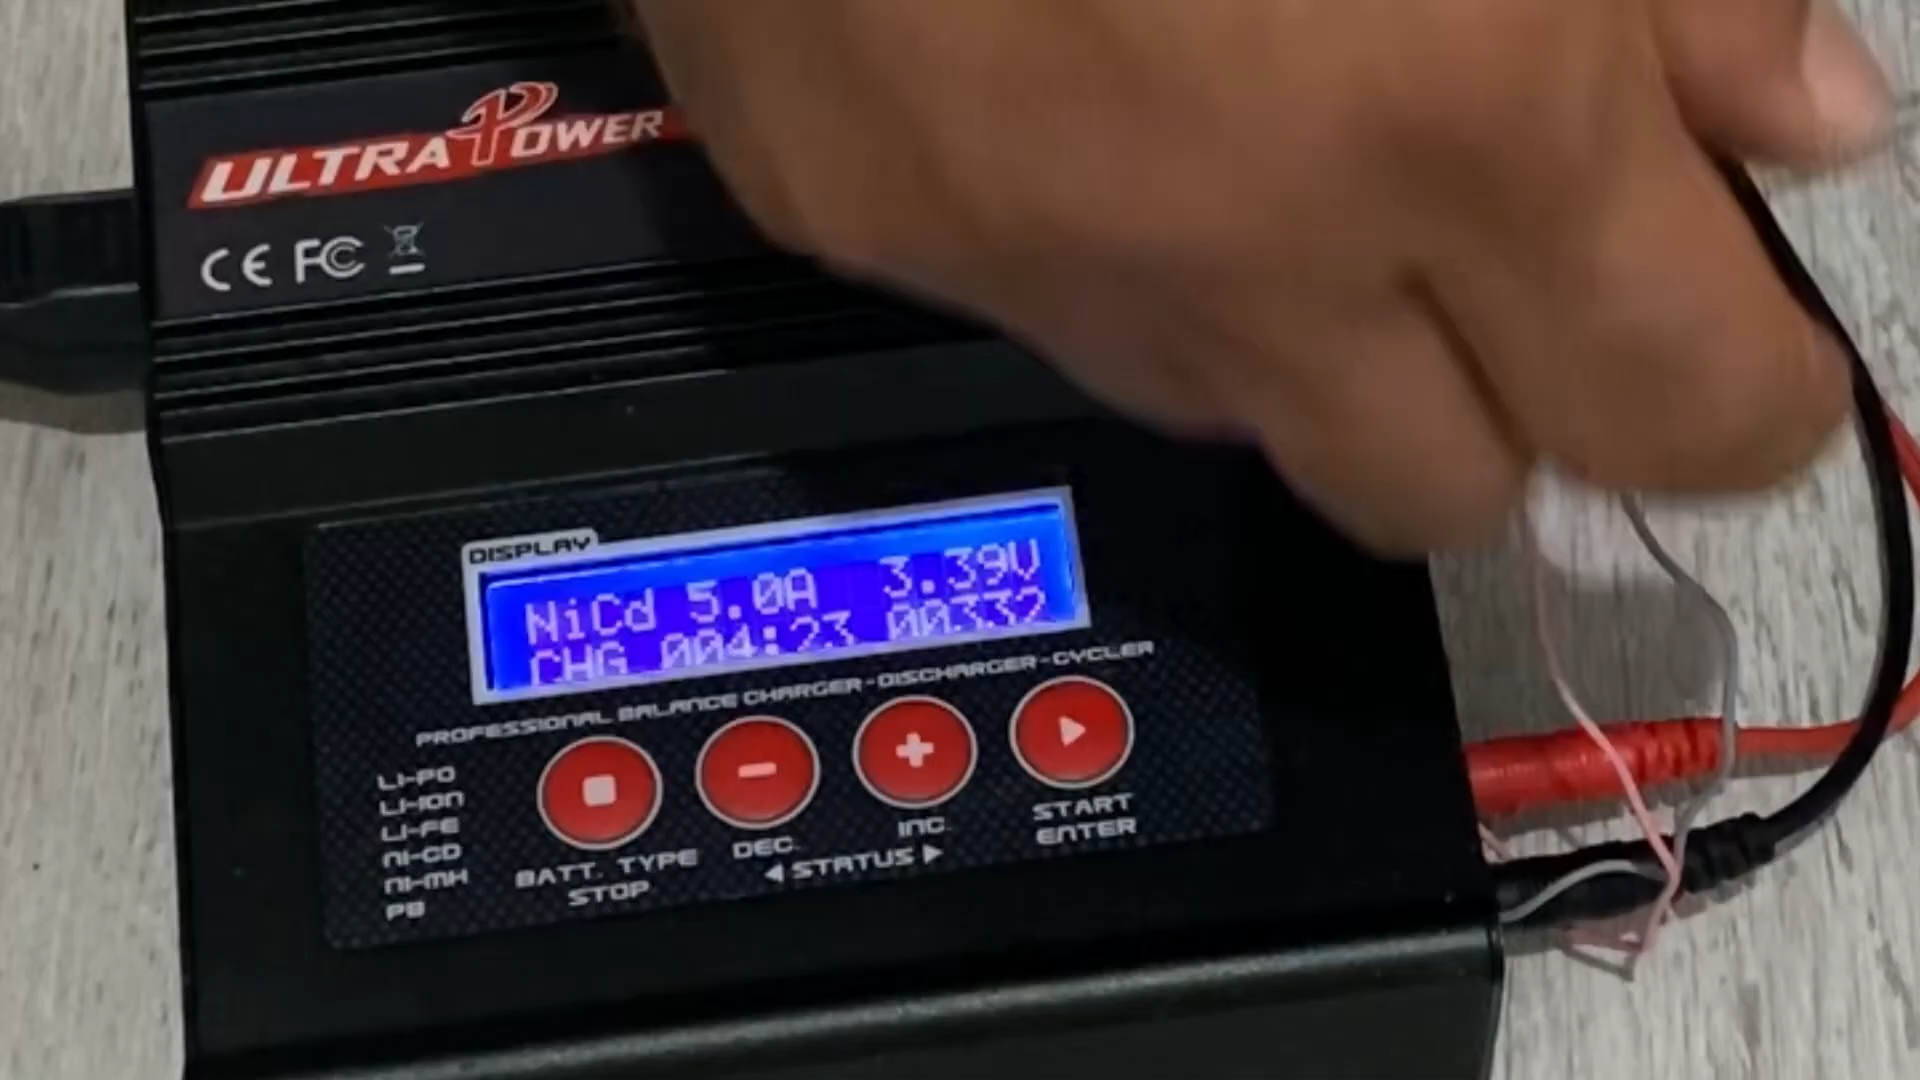 ULTRA POWER
CE FC
DISPLAY
NiCd 5.0A 3.39V
CHG 004:23 00332
PROFESSIONAL BALANCE CHARGER-DISCHARGER-CYCLER
LI-PO
LI-ION
LI-FE
NI-CD
NI-MH
PB
BATT. TYPE
STOP
DEC.
INC.
◀ STATUS ▶
START
ENTER